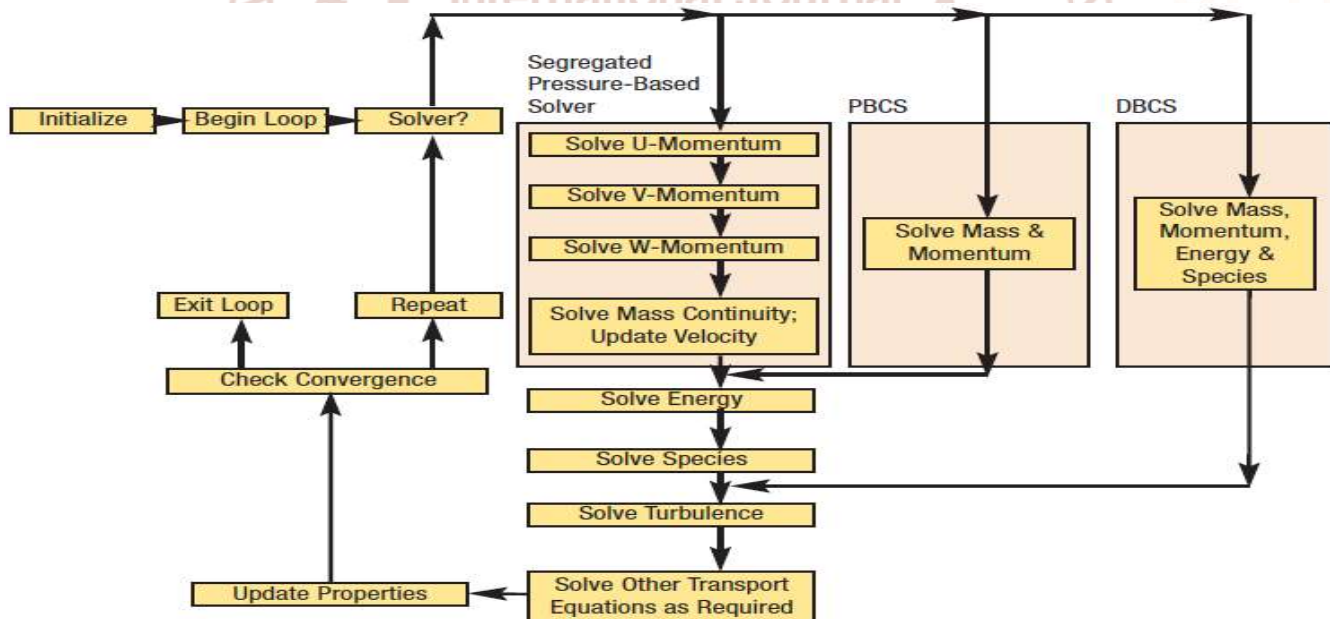 Segregated
Pressure-Based
Solver
PBCS
DBCS
Initialize
Begin Loop
Solver?
Solve U-Momentum
Solve V-Momentum
Solve W-Momentum
Solve Mass Continuity;
Update Velocity
Solve Mass &
Momentum
Solve Mass,
Momentum,
Energy &
Species
Exit Loop
Repeat
Check Convergence
Solve Energy
Solve Species
Solve Turbulence
Solve Other Transport
Equations as Required
Update Properties